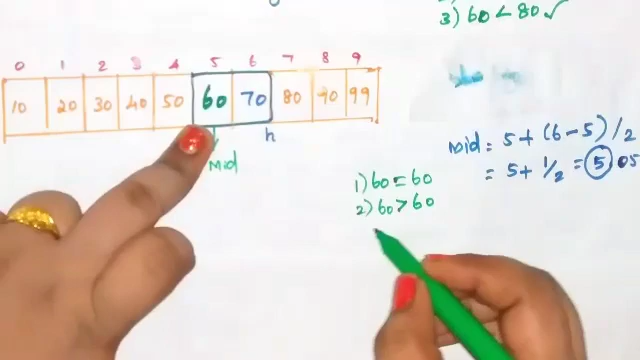 3) 60 < 80 ✓
0 1 2 3 4 5 6 7 8 9
10 20 30 40 50 60 70 80 90 99
h
Mid
Mid = 5 + (6 - 5) / 2
= 5 + 1/2 = 5 .05
1) 60 = 60
2) 60 > 60